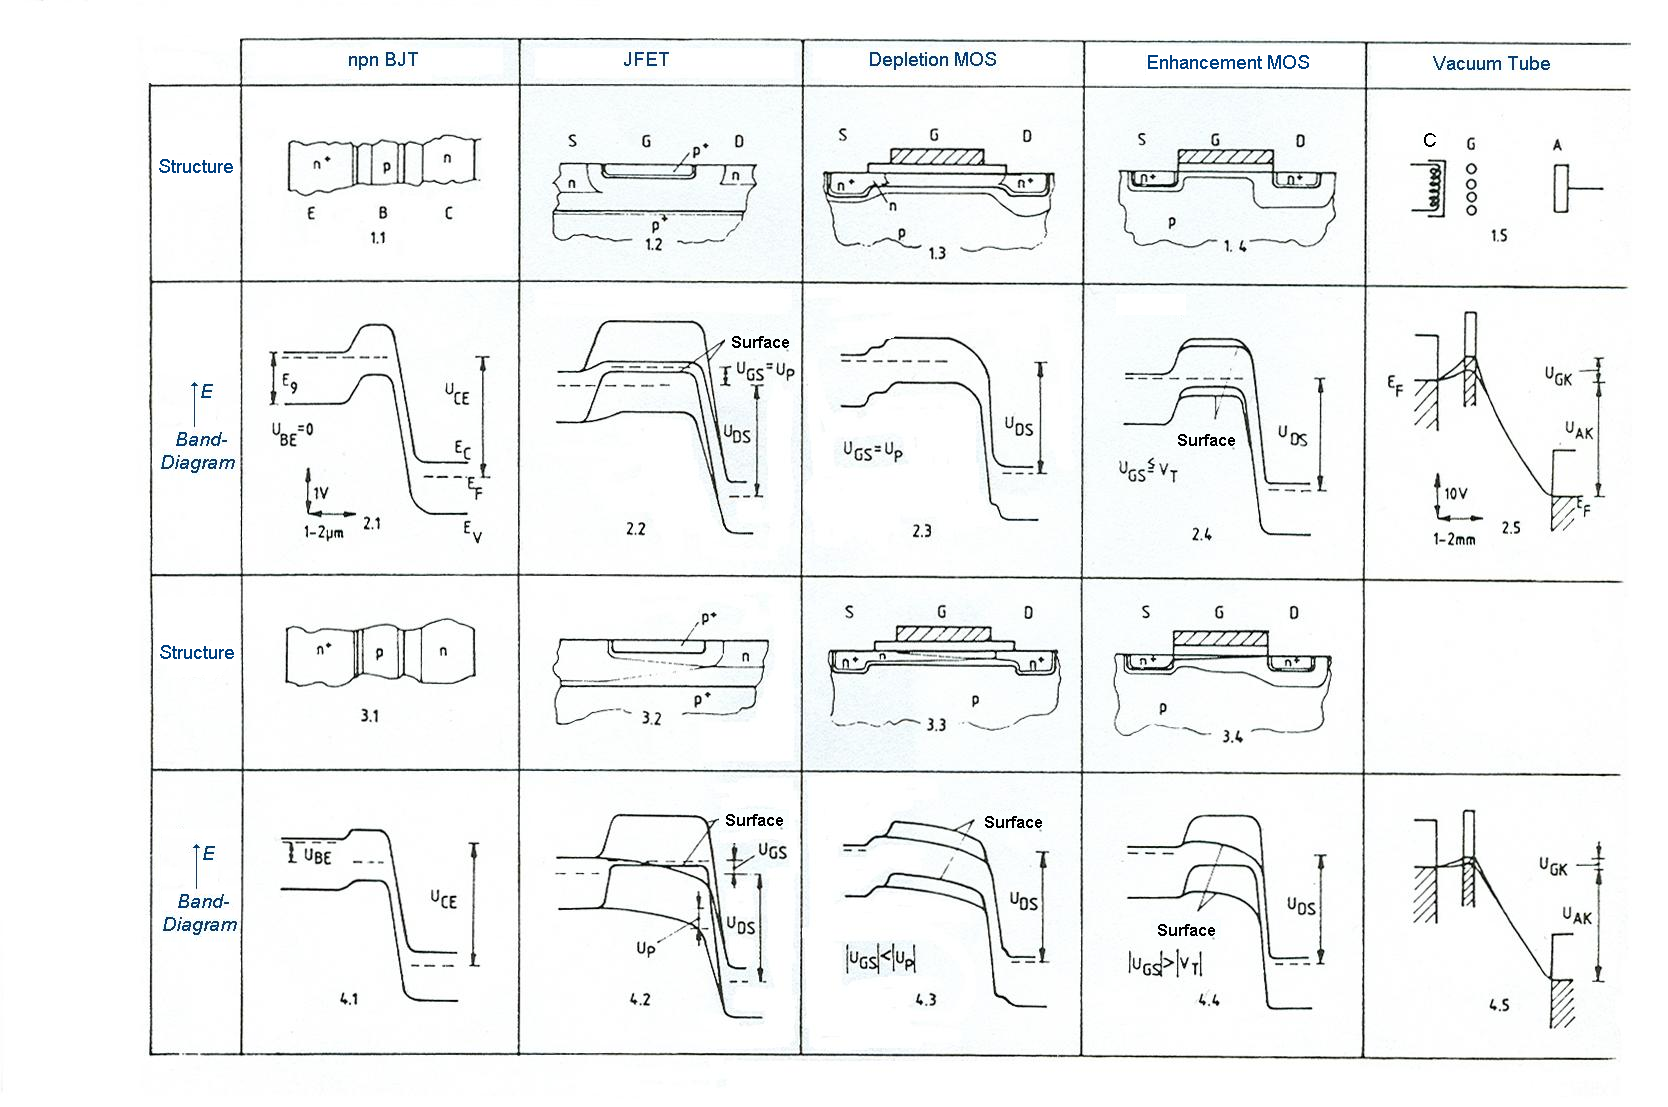 npn BJT
JFET
Depletion MOS
Enhancement MOS
Vacuum Tube
Structure
n+ p n
E B C
1.1
S G D
p+
n n
p+
1.2
S G D
n+ n+
n
p
1.3
S G D
n+ n+
p
1.4
C G A
1.5
↑E
Band-
Diagram
Eg
UCE
UBE=0
EC
EF
1V
1-2µm
2.1
EV
Surface
UGS=UP
UDS
2.2
UDS
UGS=UP
2.3
Surface
UDS
UGS≤VT
2.4
EF
UGK
UAK
10V
EF
1-2mm
2.5
Structure
n+ p n
3.1
p+
n
p+
3.2
S G D
n+ n n+
p
3.3
S G D
n+ n+
p
3.4
↑E
Band-
Diagram
UBE
UCE
4.1
Surface
UGS
UDS
UP
4.2
Surface
UDS
|UGS|<|UP|
4.3
UDS
Surface
|UGS|>|VT|
4.4
UGK
UAK
4.5